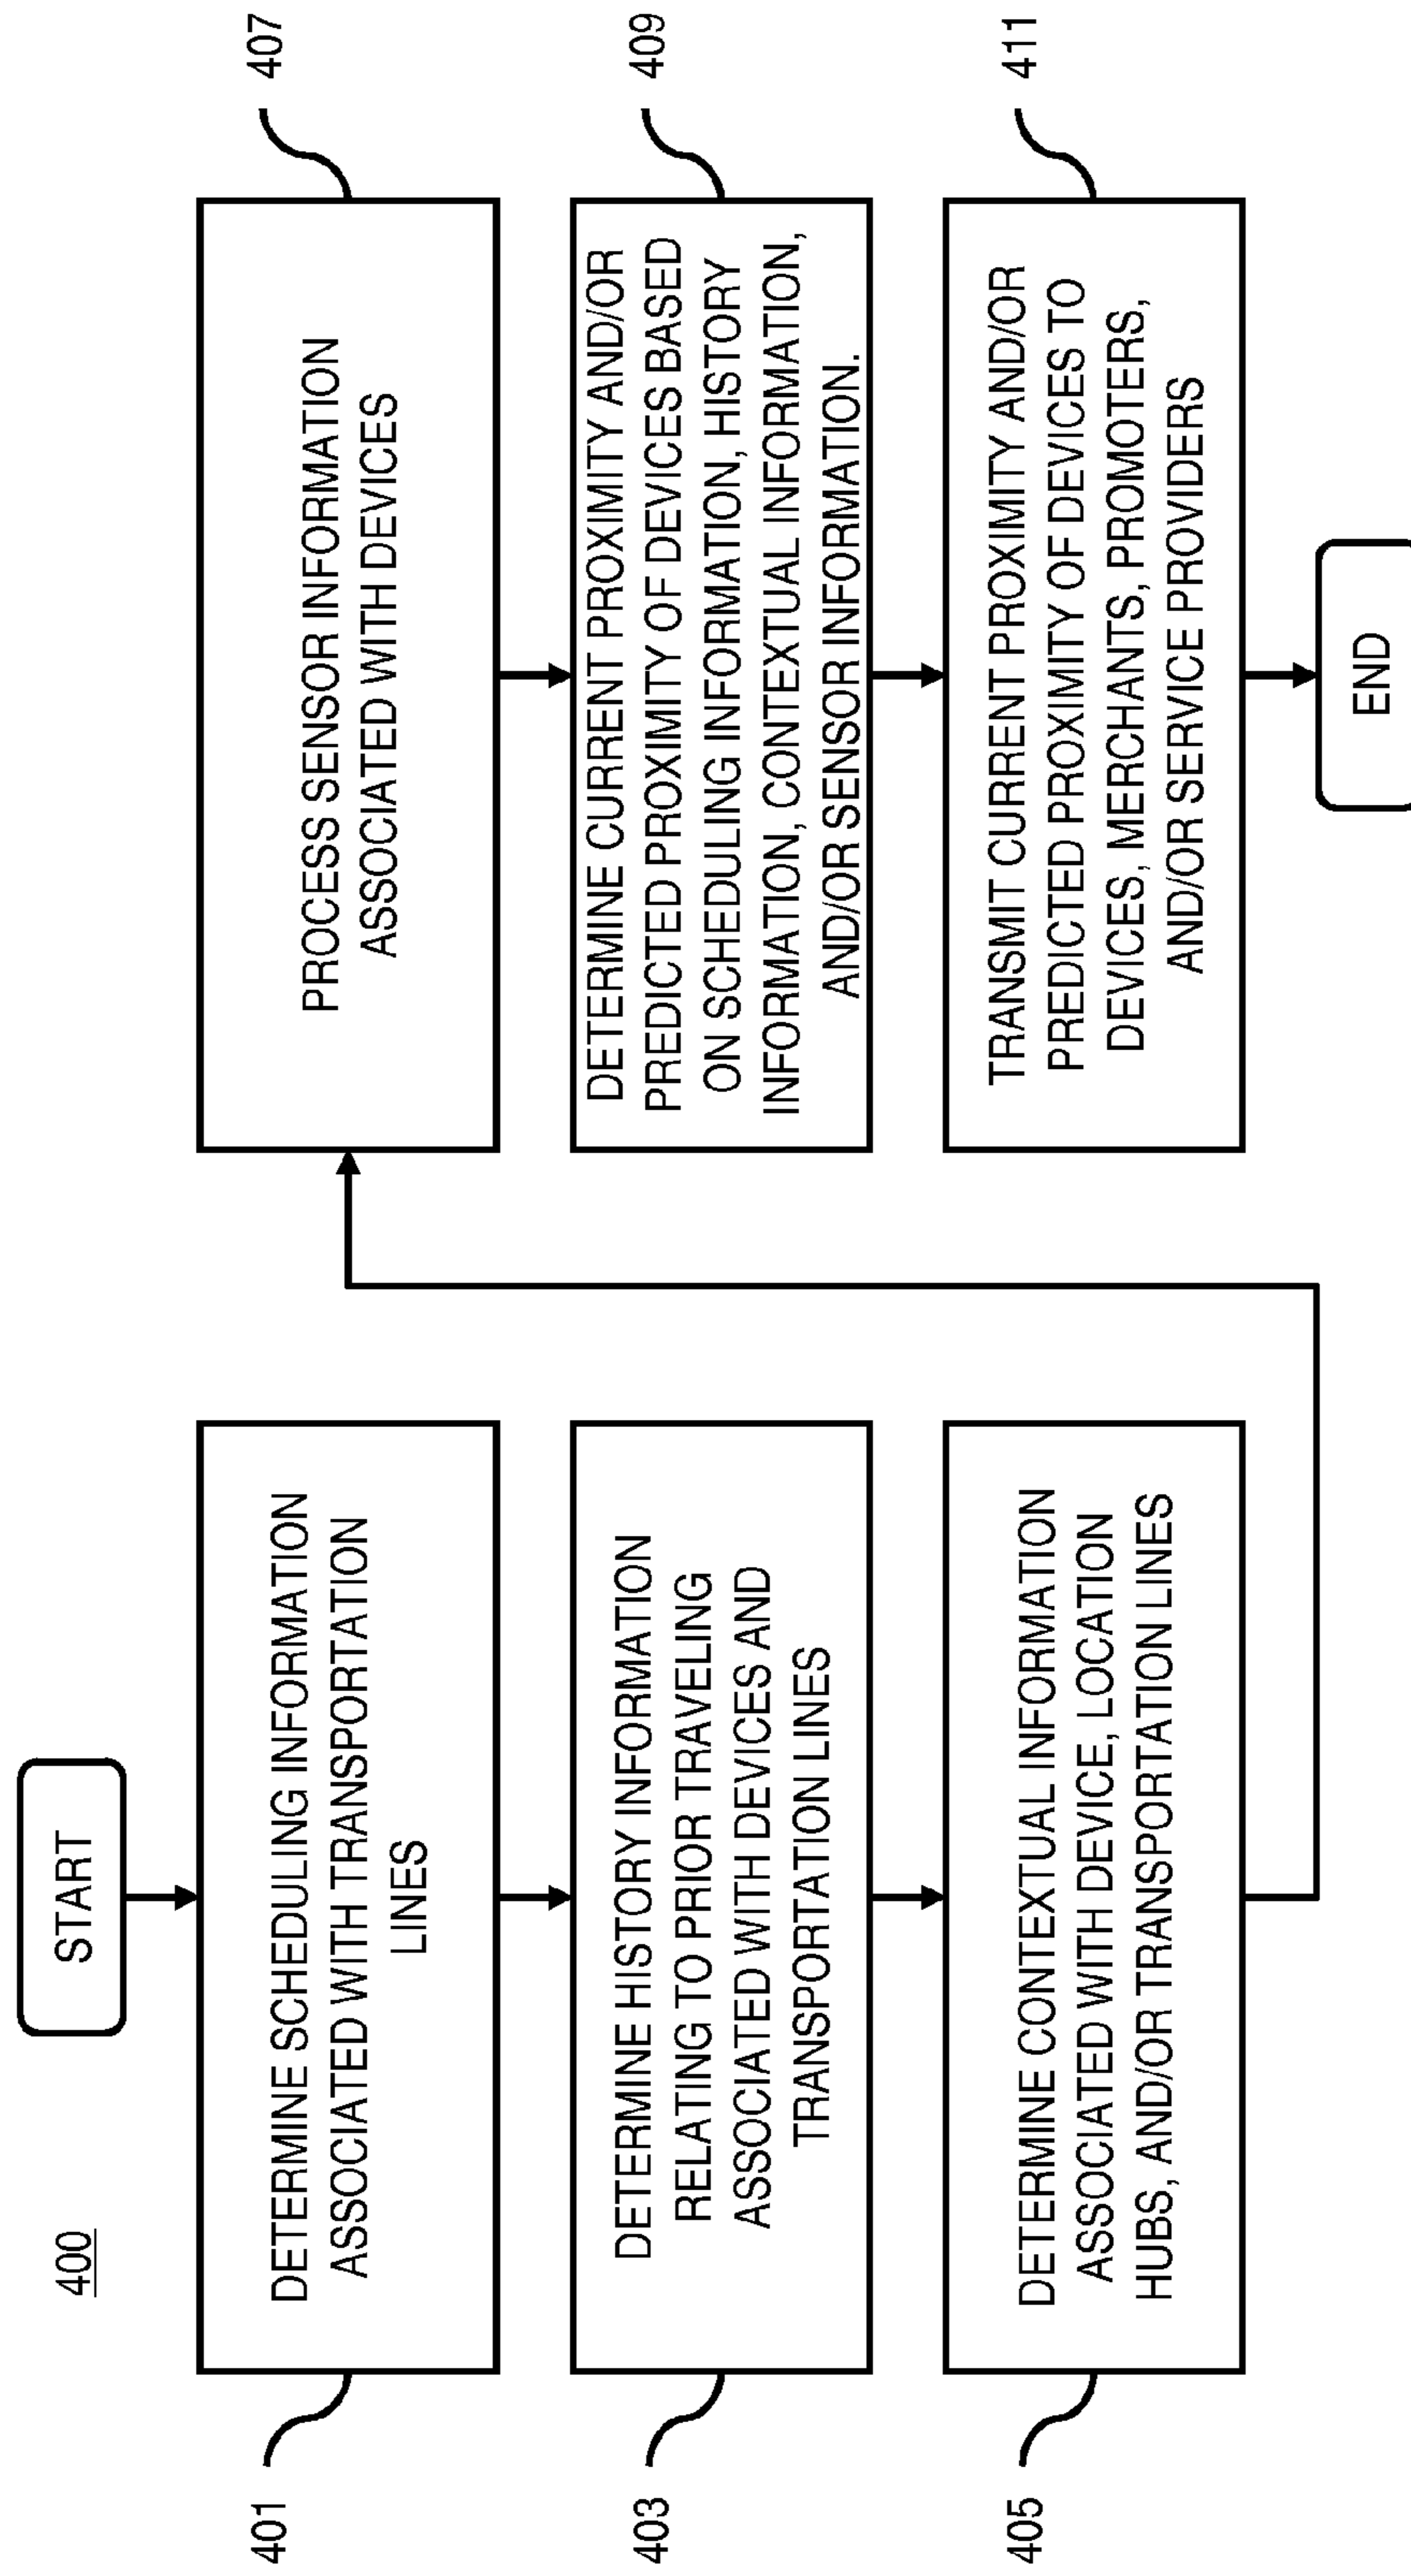 400
START
401
DETERMINE SCHEDULING INFORMATION
ASSOCIATED WITH TRANSPORTATION
LINES
403
DETERMINE HISTORY INFORMATION
RELATING TO PRIOR TRAVELING
ASSOCIATED WITH DEVICES AND
TRANSPORTATION LINES
405
DETERMINE CONTEXTUAL INFORMATION
ASSOCIATED WITH DEVICE, LOCATION
HUBS, AND/OR TRANSPORTATION LINES
407
PROCESS SENSOR INFORMATION
ASSOCIATED WITH DEVICES
409
DETERMINE CURRENT PROXIMITY AND/OR
PREDICTED PROXIMITY OF DEVICES BASED
ON SCHEDULING INFORMATION, HISTORY
INFORMATION, CONTEXTUAL INFORMATION,
AND/OR SENSOR INFORMATION.
411
TRANSMIT CURRENT PROXIMITY AND/OR
PREDICTED PROXIMITY OF DEVICES TO
DEVICES, MERCHANTS, PROMOTERS,
AND/OR SERVICE PROVIDERS
END